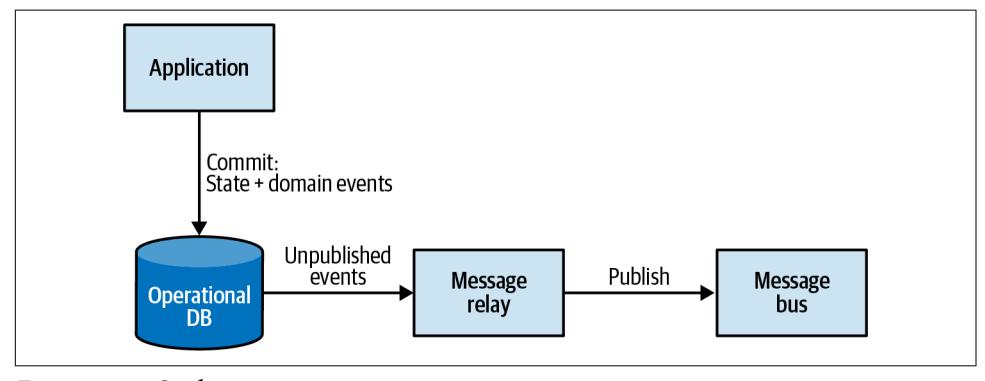 Application
Commit:
State + domain events
Unpublished
events
Operational
DB
Message
relay
Publish
Message
bus